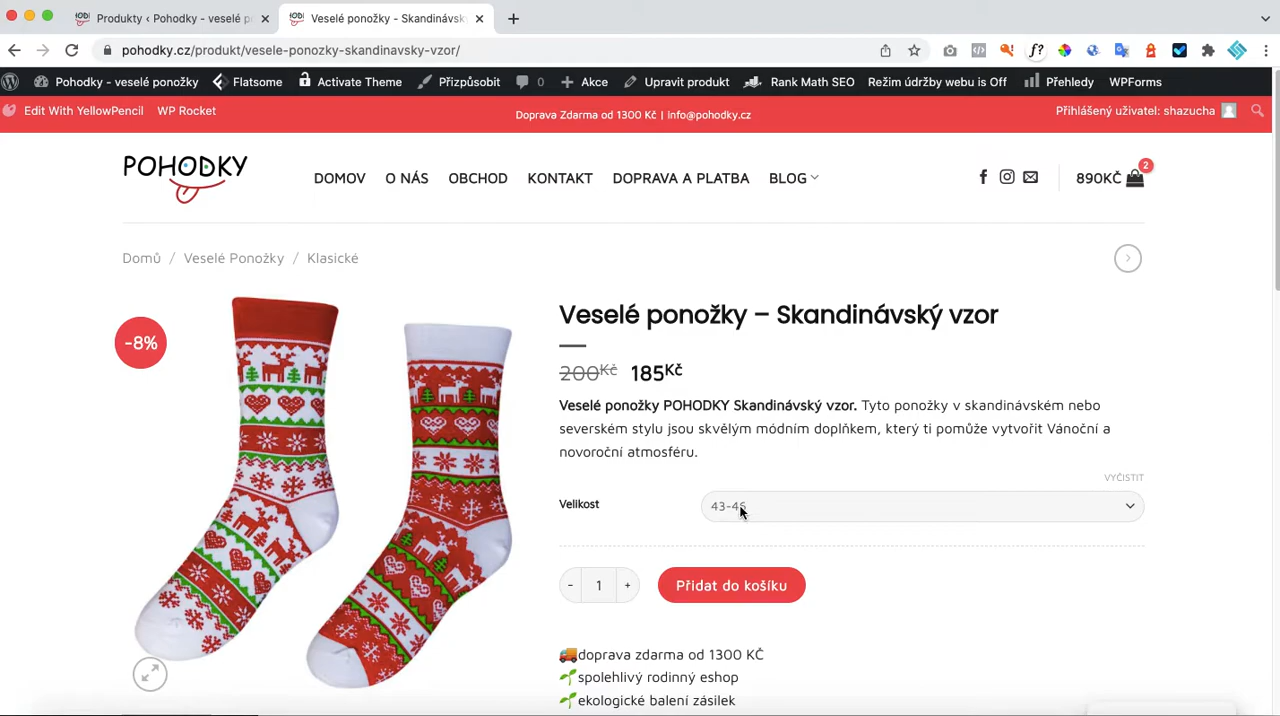 Produkty ‹ Pohodky - veselé p
Veselé ponožky - Skandinávsk
pohodky.cz/produkt/vesele-ponozky-skandinavsky-vzor/
Pohodky - veselé ponožky Flatsome Activate Theme Přizpůsobit 0 Akce Upravit produkt Rank Math SEO Režim údržby webu is Off Přehledy WPForms
Edit With YellowPencil WP Rocket Doprava Zdarma od 1300 Kč | info@pohodky.cz Přihlášený uživatel: shazucha
POHODKY DOMOV O NÁS OBCHOD KONTAKT DOPRAVA A PLATBA BLOG 890KČ 2
Domů / Veselé Ponožky / Klasické
-8%
Veselé ponožky – Skandinávský vzor
200Kč 185Kč
Veselé ponožky POHODKY Skandinávský vzor. Tyto ponožky v skandinávském nebo
severském stylu jsou skvělým módním doplňkem, který ti pomůže vytvořit Vánoční a
novoroční atmosféru.
VYČISTIT
Velikost 43-46
- 1 + Přidat do košíku
doprava zdarma od 1300 KČ
spolehlivý rodinný eshop
ekologické balení zásilek